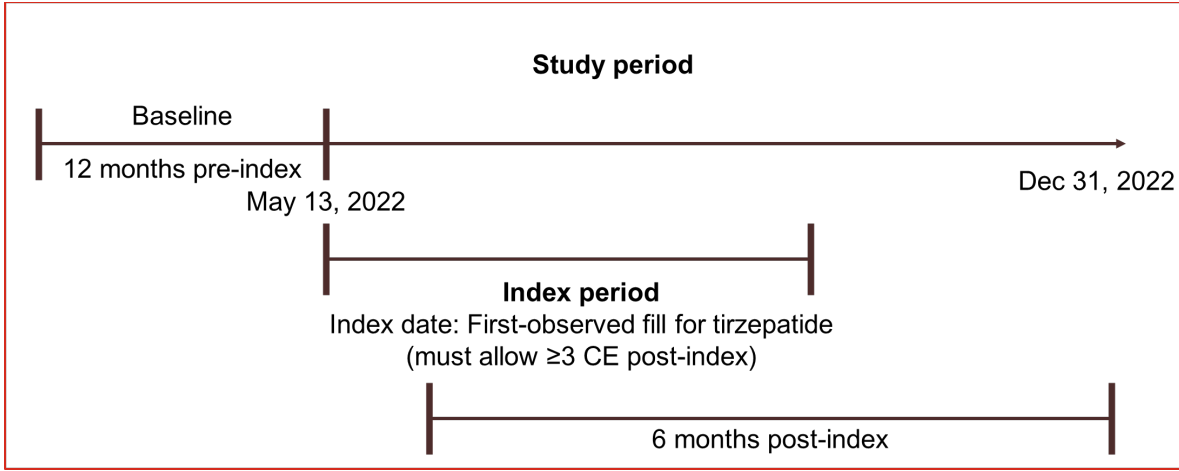 Study period
Baseline
12 months pre-index
May 13, 2022
Dec 31, 2022
Index period
Index date: First-observed fill for tirzepatide
(must allow ≥3 CE post-index)
6 months post-index